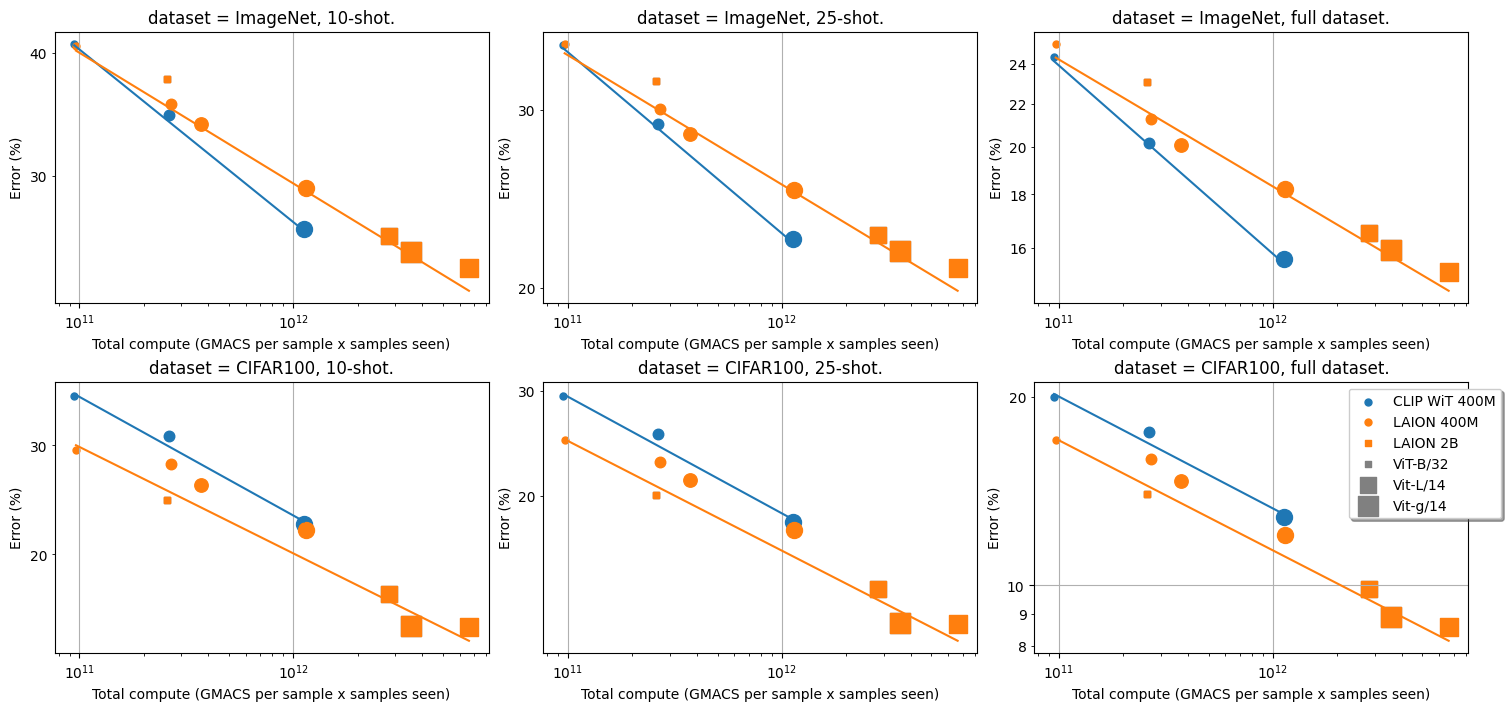 dataset = ImageNet, 10-shot.
40
30
Error (%)
10^11
10^12
Total compute (GMACS per sample x samples seen)
dataset = ImageNet, 25-shot.
30
20
Error (%)
10^11
10^12
Total compute (GMACS per sample x samples seen)
dataset = ImageNet, full dataset.
24
22
20
18
16
Error (%)
10^11
10^12
Total compute (GMACS per sample x samples seen)
dataset = CIFAR100, 10-shot.
30
20
Error (%)
10^11
10^12
Total compute (GMACS per sample x samples seen)
dataset = CIFAR100, 25-shot.
30
20
Error (%)
10^11
10^12
Total compute (GMACS per sample x samples seen)
dataset = CIFAR100, full dataset.
20
10
9
8
Error (%)
10^11
10^12
Total compute (GMACS per sample x samples seen)
CLIP WiT 400M
LAION 400M
LAION 2B
ViT-B/32
Vit-L/14
Vit-g/14